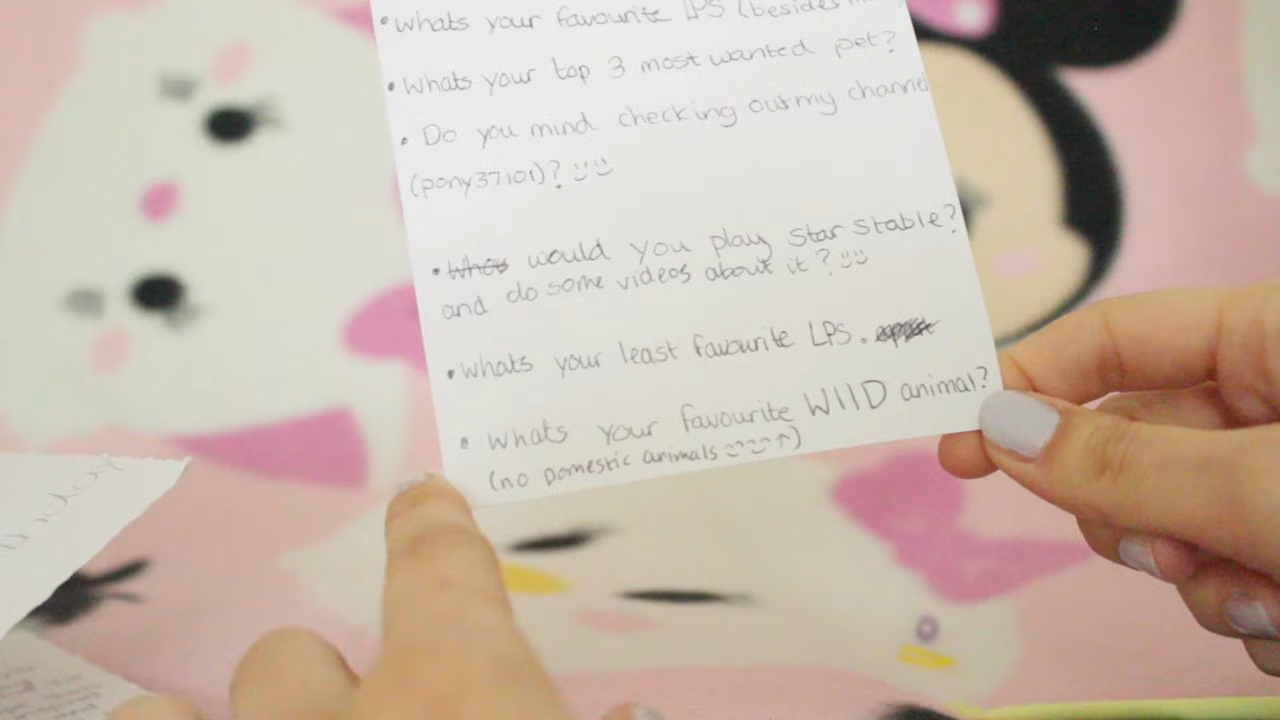 • Whats your favourite LPS (besides
• Whats your top 3 most wanted pet?
• Do you mind checking out my channel
(pony37101)? :) :)
• would you play star stable?
and do some videos about it? :) :)
• Whats your least favourite LPS.
• Whats your favourite WIlD animal?
(no domestic animals ↑)